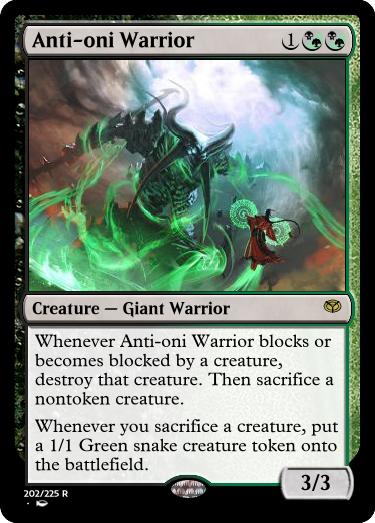 Anti-oni Warrior 1
Creature — Giant Warrior
Whenever Anti-oni Warrior blocks or
becomes blocked by a creature,
destroy that creature. Then sacrifice a
nontoken creature.
Whenever you sacrifice a creature, put
a 1/1 Green snake creature token onto
the battlefield.
3/3
202/225 R